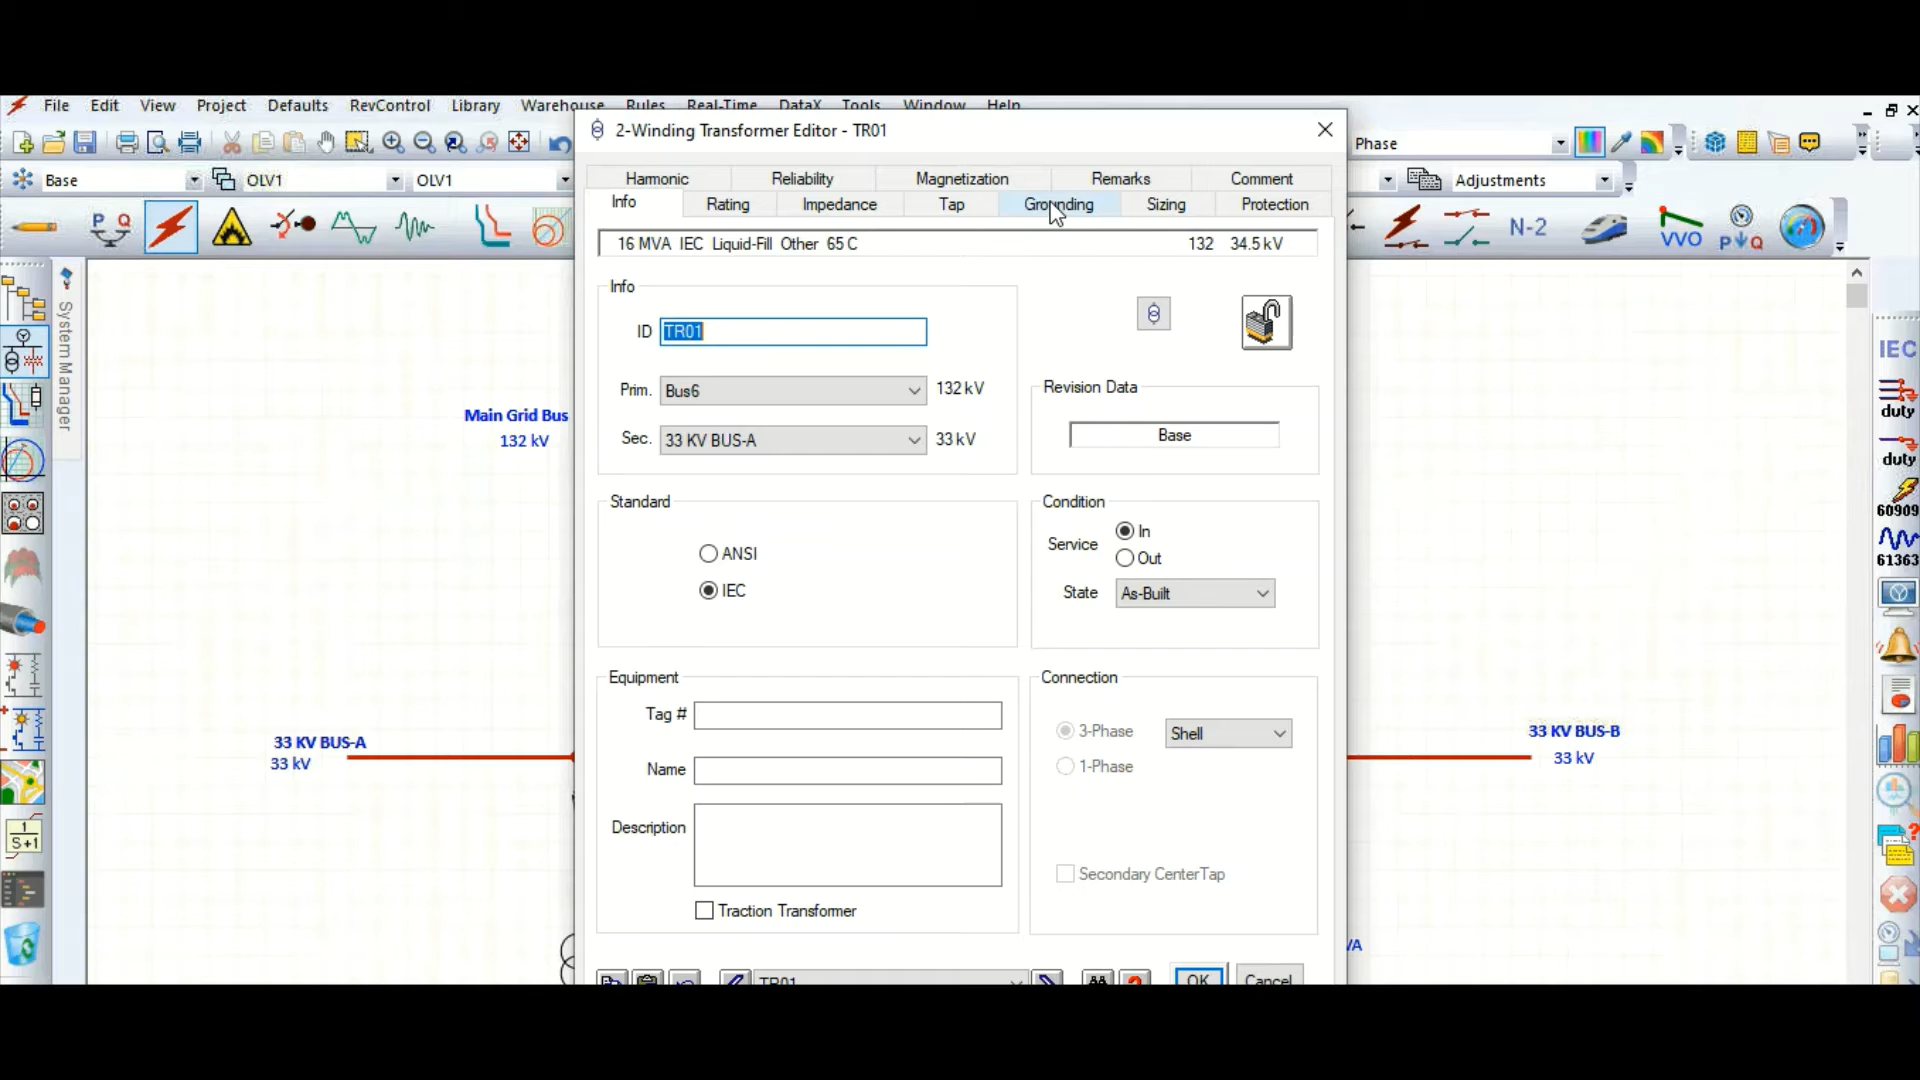 File Edit View Project Defaults RevControl Library Warehouse Rules Real-Time DataX Tools Window Help
2-Winding Transformer Editor - TR01
Phase
Base
OLV1
OLV1
Adjustments
Harmonic Reliability Magnetization Remarks Comment
Info Rating Impedance Tap Grounding Sizing Protection
P Q
N-2
VVO
P Q
16 MVA IEC Liquid-Fill Other 65 C 132 34.5 kV
Info
ID TR01
Prim. Bus6 132 kV
Sec. 33 KV BUS-A 33 kV
Revision Data
Base
Standard
ANSI
IEC
Condition
Service In
Out
State As-Built
Equipment
Tag #
Name
Description
Traction Transformer
Connection
3-Phase Shell
1-Phase
Secondary CenterTap
TR01
OK Cancel
System Manager
Main Grid Bus
132 kV
33 KV BUS-A
33 kV
33 KV BUS-B
33 kV
VA
1
S+1
IEC
duty
duty
60909
61363